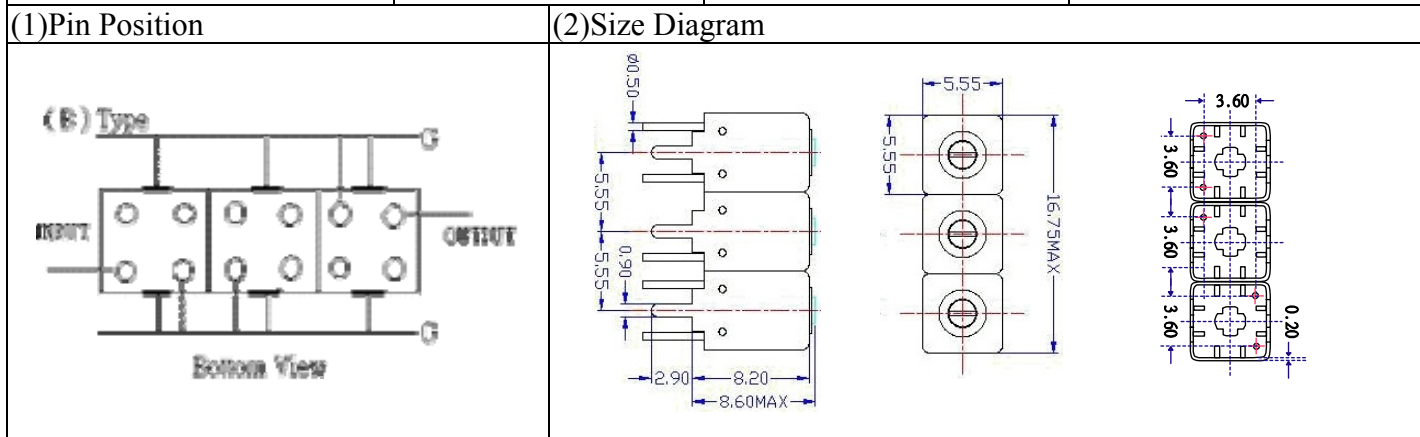 (1)Pin Position
(2)Size Diagram
(B) Type
G
INPUT
OUTPUT
G
Bottom View
ø0.50
5.55
5.55
0.90
2.90
8.20
8.60MAX
5.55
5.55
16.75MAX
3.60
3.60
3.60
3.60
0.20